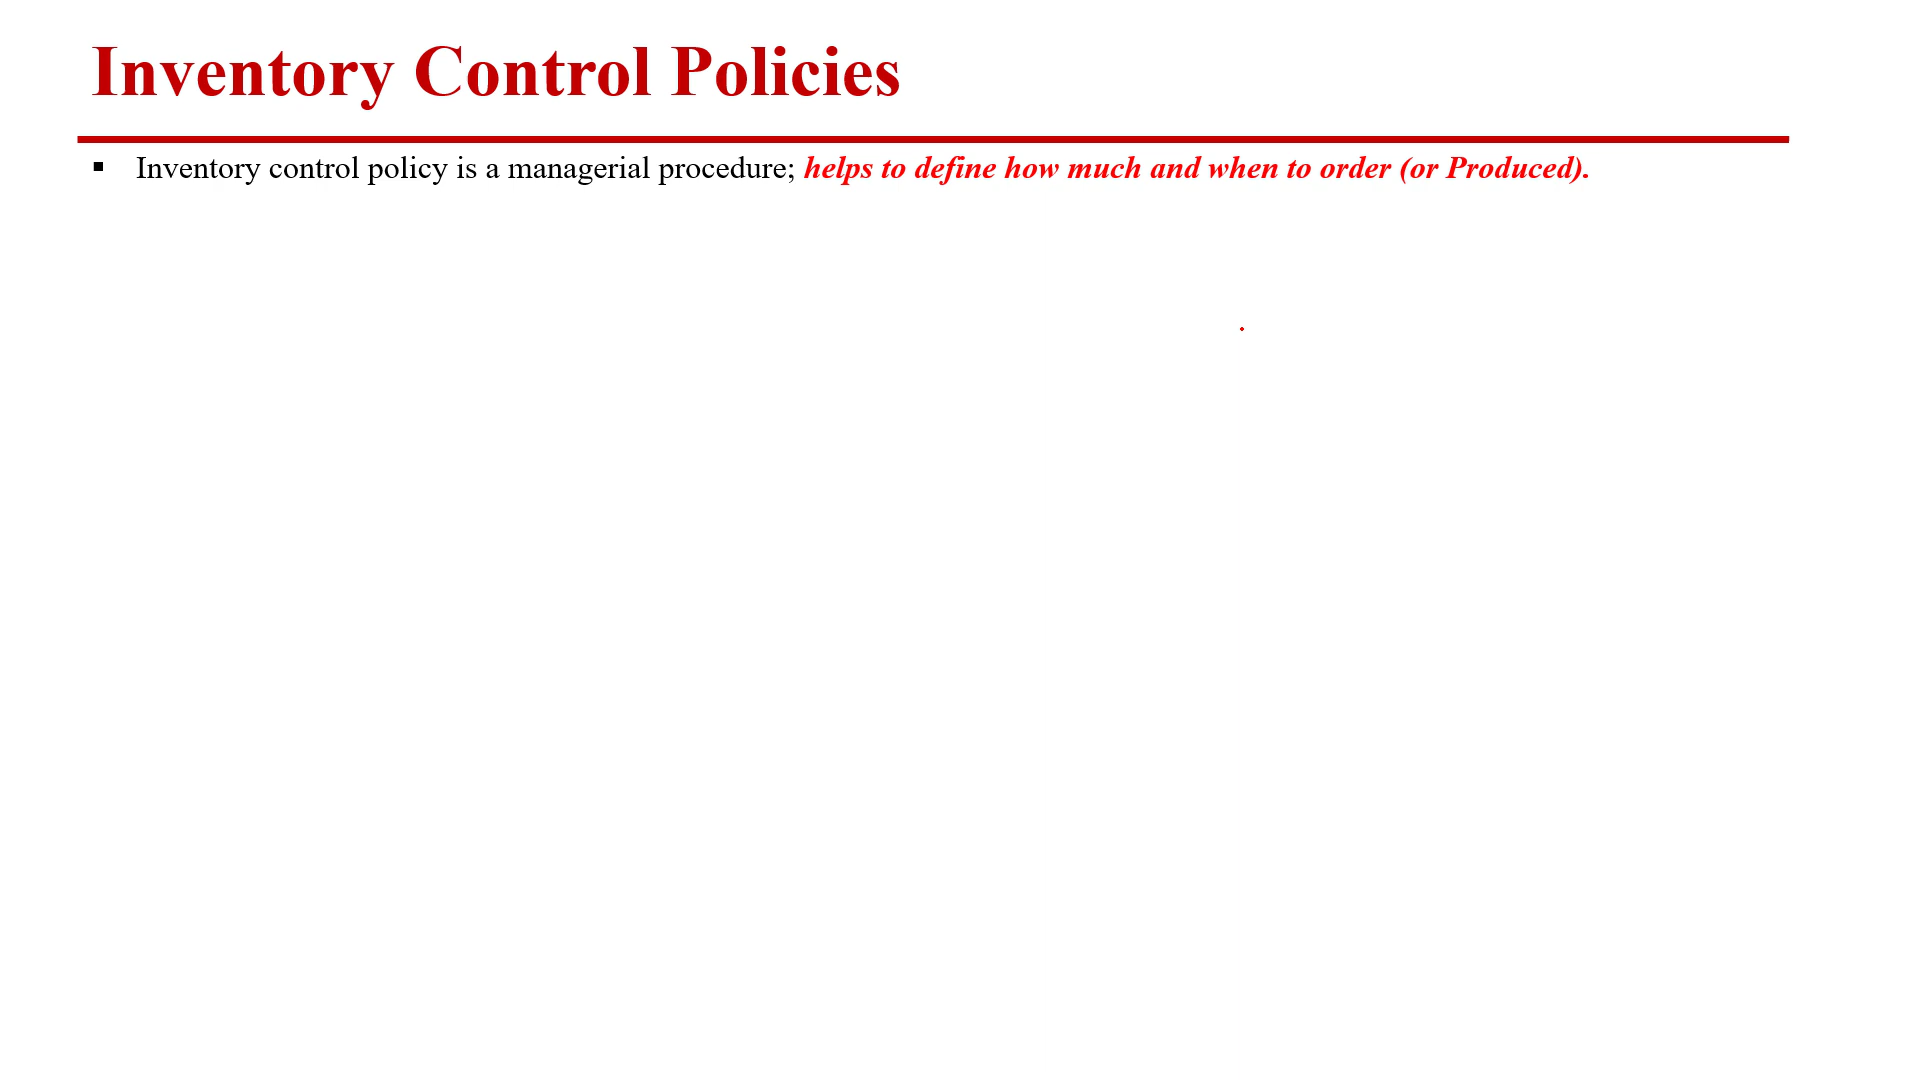 Inventory Control Policies
▪ Inventory control policy is a managerial procedure; helps to define how much and when to order (or Produced).